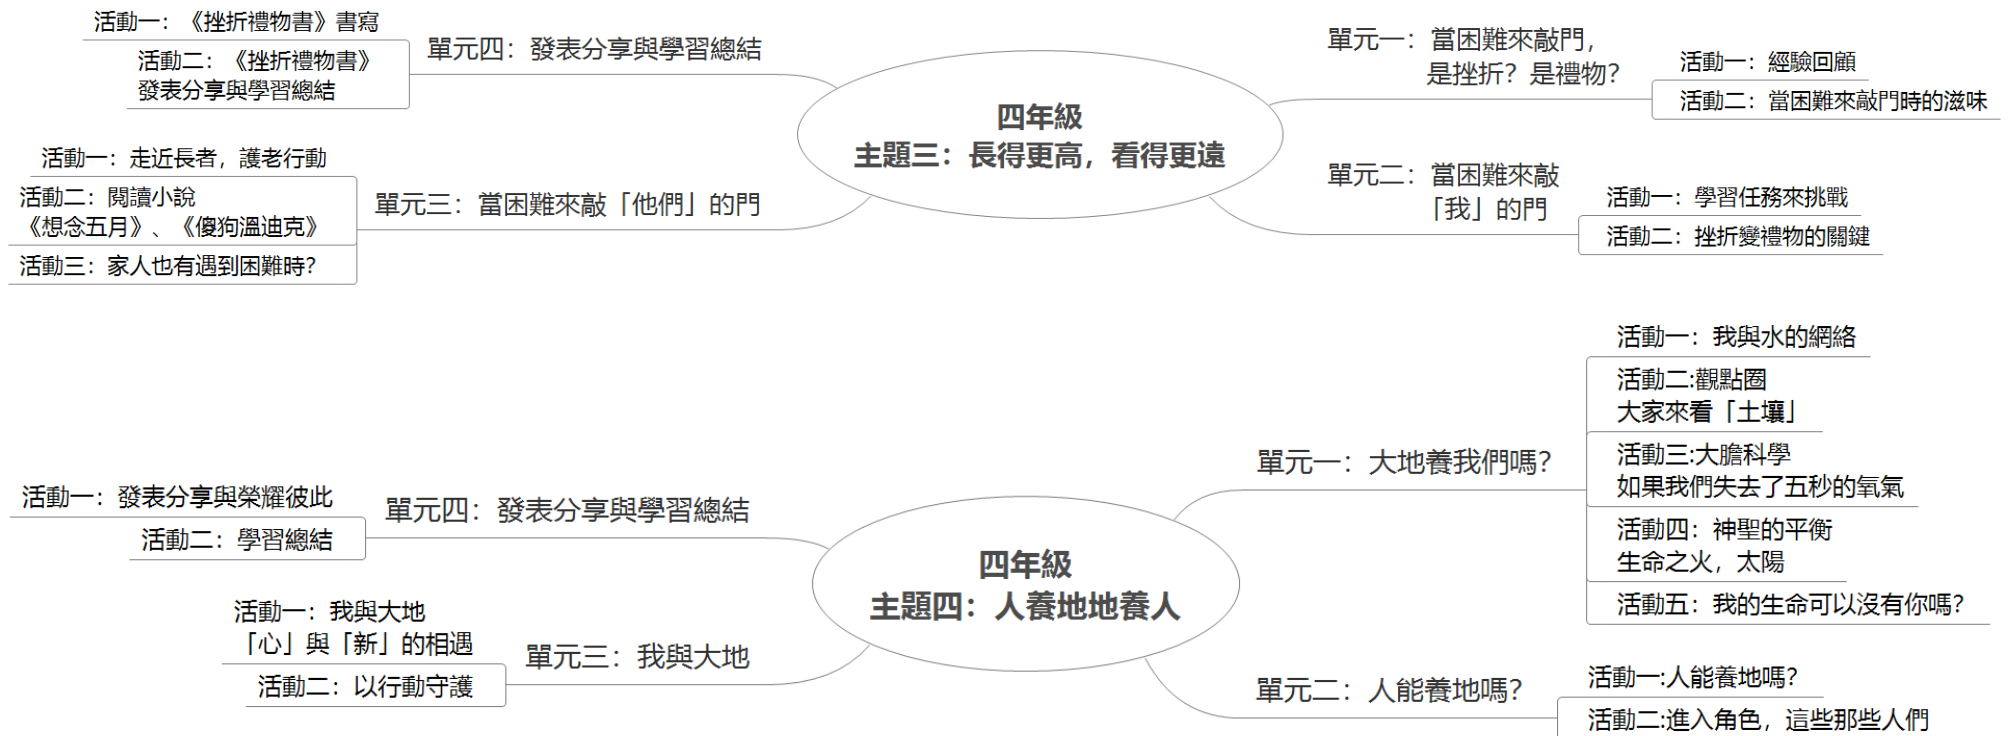 四年級
主題三：長得更高，看得更遠
單元一：當困難來敲門，
是挫折？是禮物？
活動一：經驗回顧
活動二：當困難來敲門時的滋味
單元二：當困難來敲
「我」的門
活動一：學習任務來挑戰
活動二：挫折變禮物的關鍵
單元三：當困難來敲「他們」的門
活動一：走近長者，護老行動
活動二：閱讀小說
《想念五月》、《傻狗溫迪克》
活動三：家人也有遇到困難時？
單元四：發表分享與學習總結
活動一：《挫折禮物書》書寫
活動二：《挫折禮物書》
發表分享與學習總結
四年級
主題四：人養地地養人
單元一：大地養我們嗎？
活動一：我與水的網絡
活動二:觀點圈
大家來看「土壤」
活動三:大膽科學
如果我們失去了五秒的氧氣
活動四：神聖的平衡
生命之火，太陽
活動五：我的生命可以沒有你嗎？
單元二：人能養地嗎？
活動一:人能養地嗎？
活動二:進入角色，這些那些人們
單元三：我與大地
活動一：我與大地
「心」與「新」的相遇
活動二：以行動守護
單元四：發表分享與學習總結
活動一：發表分享與榮耀彼此
活動二：學習總結